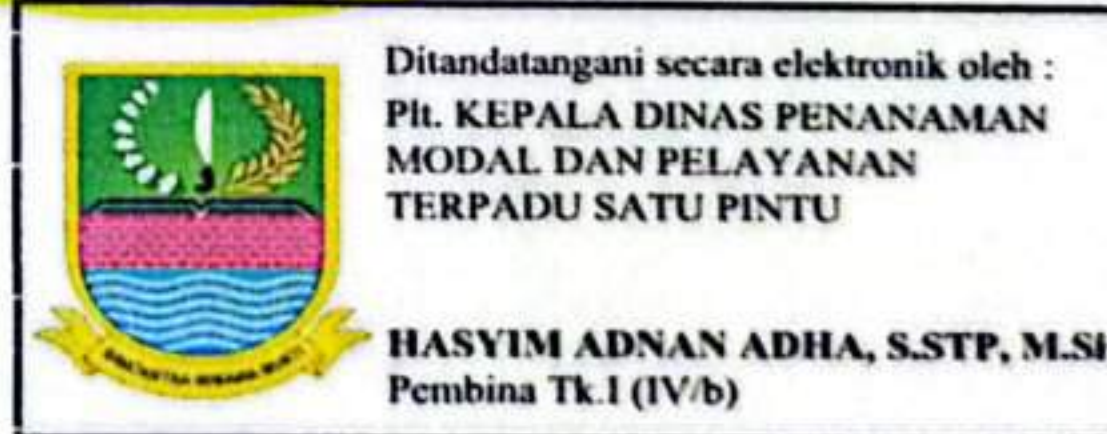 Ditandatangani secara elektronik oleh :
Plt. KEPALA DINAS PENANAMAN
MODAL DAN PELAYANAN
TERPADU SATU PINTU
HASYIM ADNAN ADHA, S.STP, M.Si
Pembina Tk.I (IV/b)